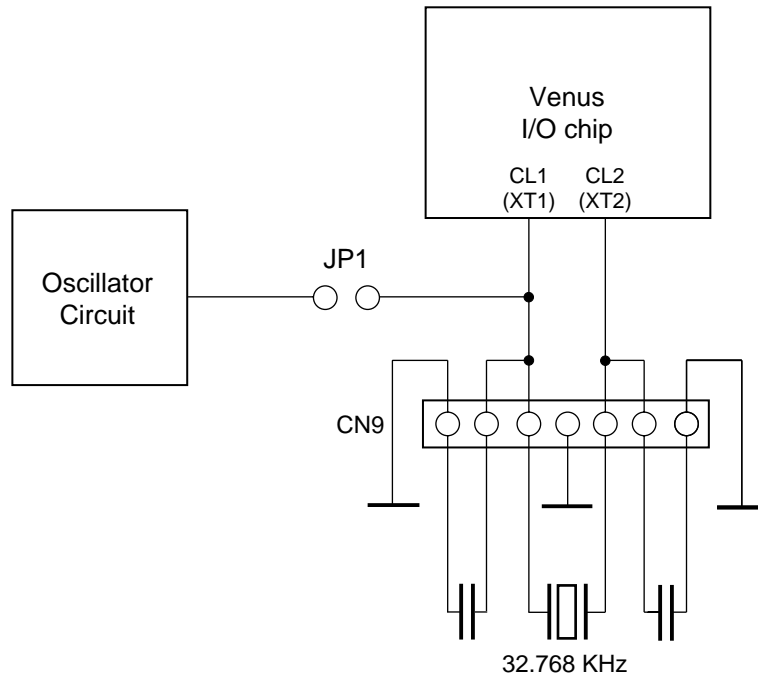 Venus
I/O chip
CL1 CL2
(XT1) (XT2)
JP1
Oscillator
Circuit
CN9
32.768 KHz